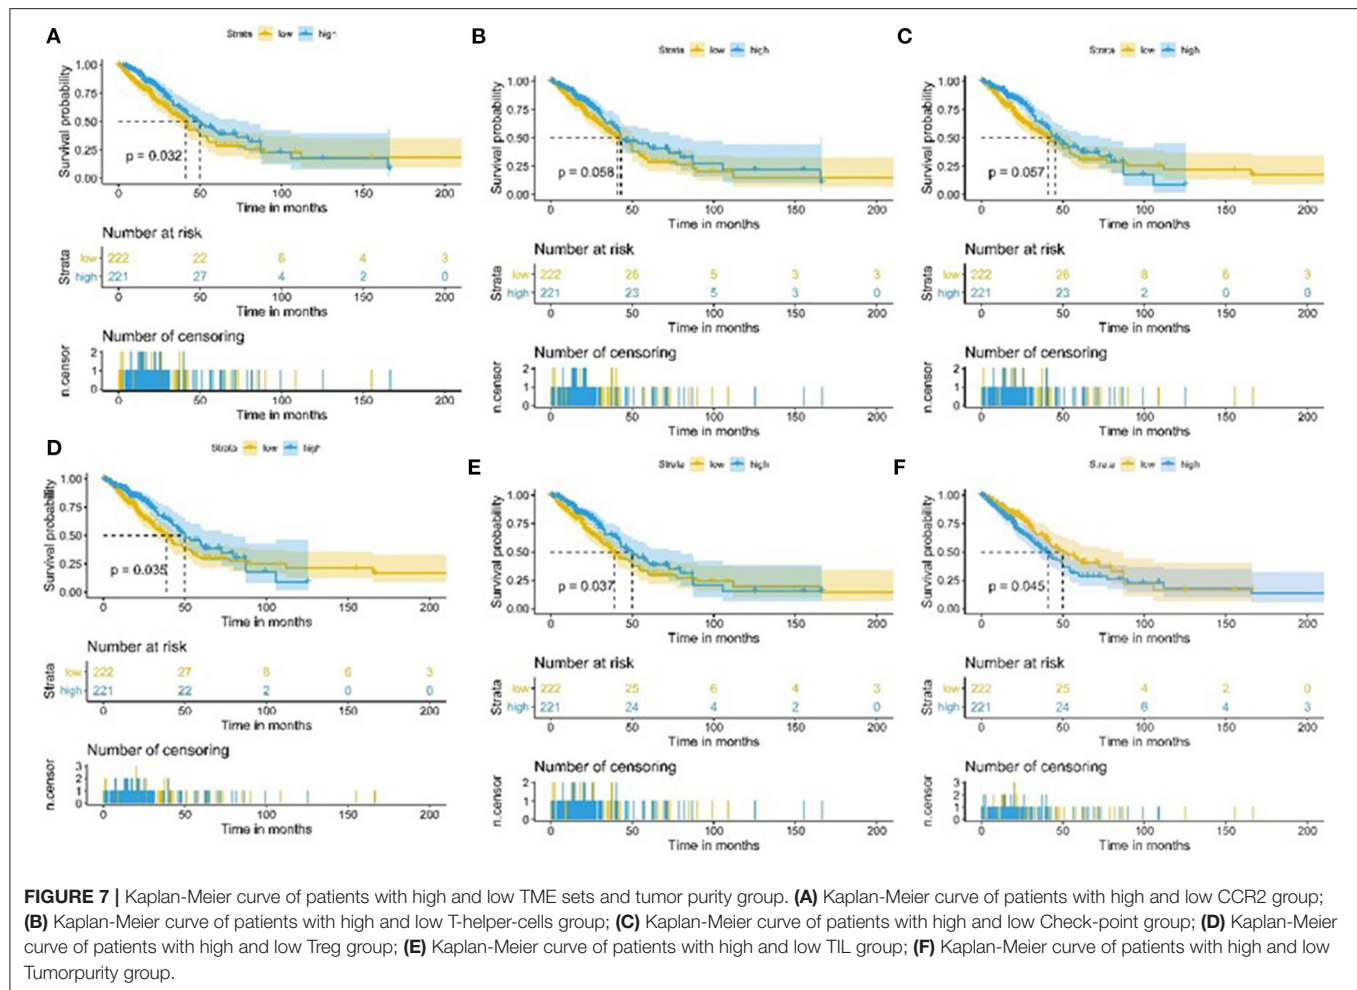 A
Strata low high
Survival probability
1.00
0.75
0.50
0.25
0.00
p = 0.032
0 50 100 150 200
Time in months
Number at risk
Strata
low 222 22 6 4 3
high 221 27 4 2 0
0 50 100 150 200
Time in months
Number of censoring
n.censor
2
1
0
0 50 100 150 200
Time in months
B
Strata low high
Survival probability
1.00
0.75
0.50
0.25
0.00
p = 0.058
0 50 100 150 200
Time in months
Number at risk
Strata
low 222 26 5 3 3
high 221 23 5 3 0
0 50 100 150 200
Time in months
Number of censoring
n.censor
2
1
0
0 50 100 150 200
Time in months
C
Strata low high
Survival probability
1.00
0.75
0.50
0.25
0.00
p = 0.057
0 50 100 150 200
Time in months
Number at risk
Strata
low 222 26 8 6 3
high 221 23 2 0 0
0 50 100 150 200
Time in months
Number of censoring
n.censor
2
1
0
0 50 100 150 200
Time in months
D
Strata low high
Survival probability
1.00
0.75
0.50
0.25
0.00
p = 0.035
0 50 100 150 200
Time in months
Number at risk
Strata
low 222 27 8 6 3
high 221 22 2 0 0
0 50 100 150 200
Time in months
Number of censoring
n.censor
3
2
1
0
0 50 100 150 200
Time in months
E
Strata low high
Survival probability
1.00
0.75
0.50
0.25
0.00
p = 0.037
0 50 100 150 200
Time in months
Number at risk
Strata
low 222 25 6 4 3
high 221 24 4 2 0
0 50 100 150 200
Time in months
Number of censoring
n.censor
2
1
0
0 50 100 150 200
Time in months
F
Strata low high
Survival probability
1.00
0.75
0.50
0.25
0.00
p = 0.045
0 50 100 150 200
Time in months
Number at risk
Strata
low 222 25 4 2 0
high 221 24 6 4 3
0 50 100 150 200
Time in months
Number of censoring
n.censor
3
2
1
0
0 50 100 150 200
Time in months
FIGURE 7 | Kaplan-Meier curve of patients with high and low TME sets and tumor purity group. (A) Kaplan-Meier curve of patients with high and low CCR2 group;
(B) Kaplan-Meier curve of patients with high and low T-helper-cells group; (C) Kaplan-Meier curve of patients with high and low Check-point group; (D) Kaplan-Meier
curve of patients with high and low Treg group; (E) Kaplan-Meier curve of patients with high and low TIL group; (F) Kaplan-Meier curve of patients with high and low
Tumorpurity group.